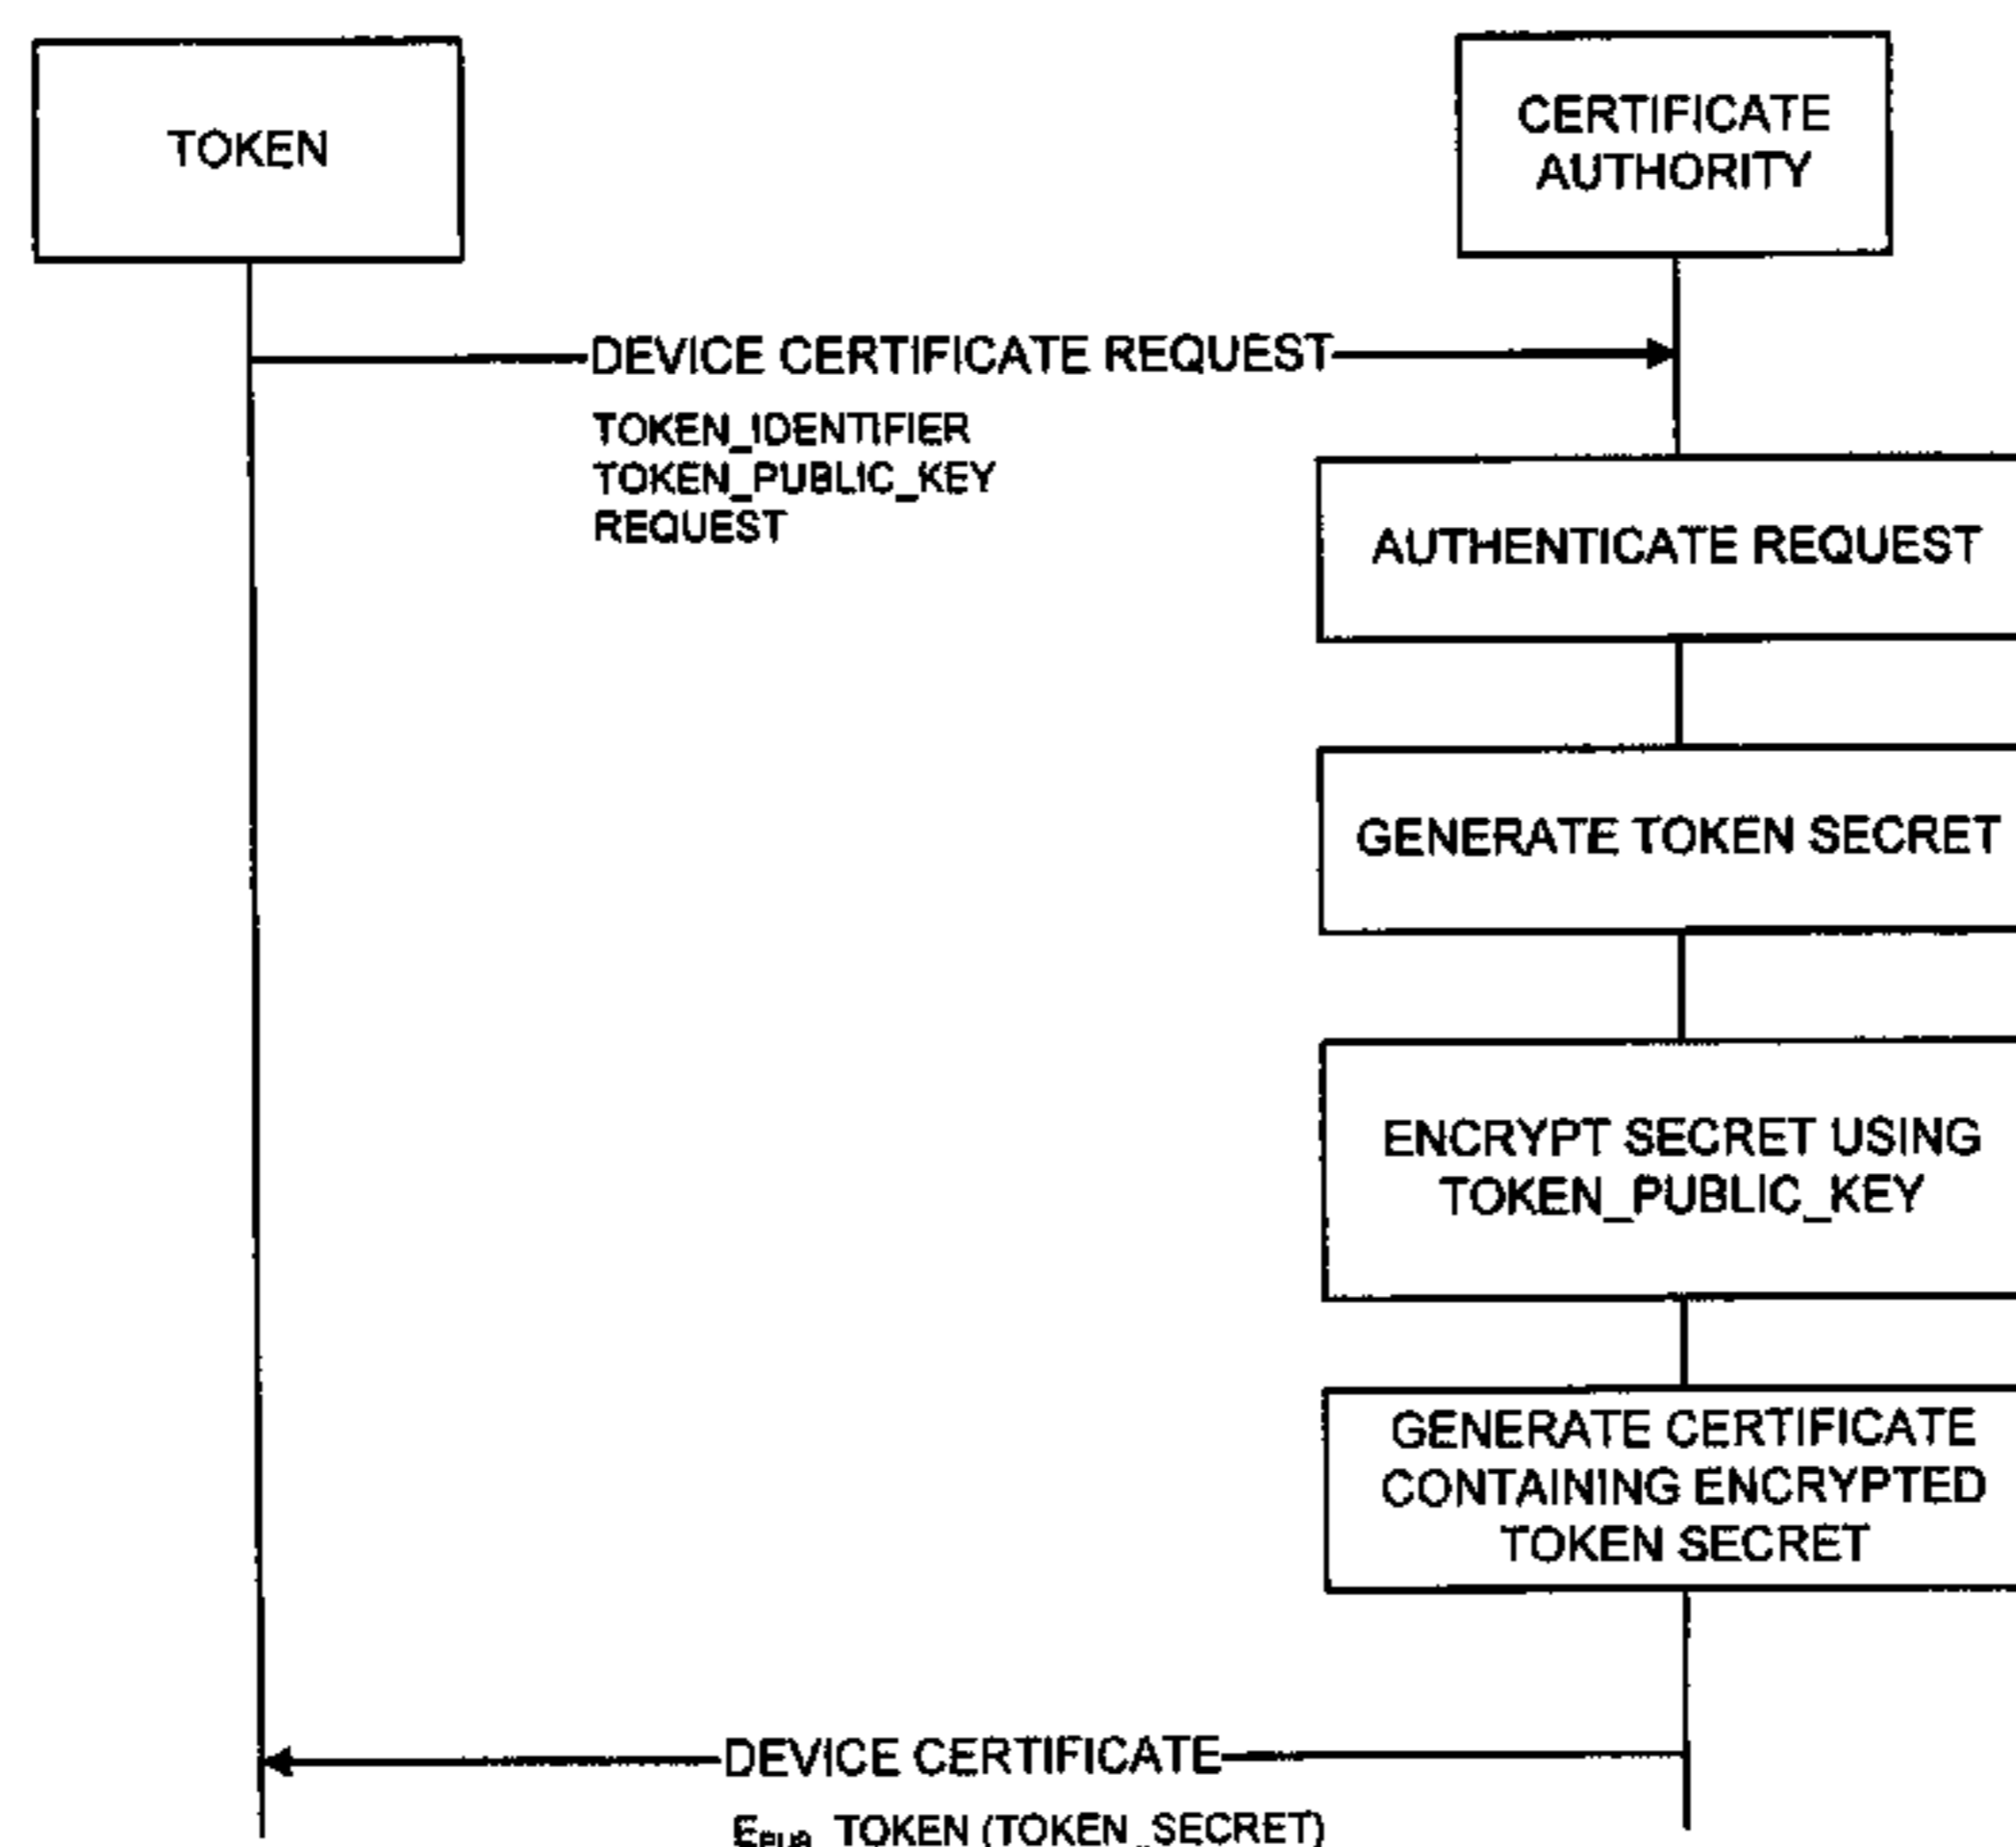 TOKEN
CERTIFICATE
AUTHORITY
DEVICE CERTIFICATE REQUEST
TOKEN_IDENTIFIER
TOKEN_PUBLIC_KEY
REQUEST
AUTHENTICATE REQUEST
GENERATE TOKEN SECRET
ENCRYPT SECRET USING
TOKEN_PUBLIC_KEY
GENERATE CERTIFICATE
CONTAINING ENCRYPTED
TOKEN SECRET
DEVICE CERTIFICATE
EPUB_TOKEN (TOKEN_SECRET)